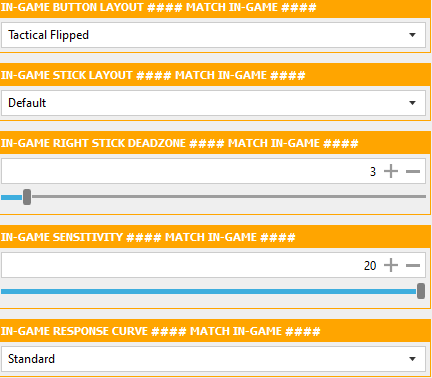 IN-GAME BUTTON LAYOUT #### MATCH IN-GAME ####
Tactical Flipped
IN-GAME STICK LAYOUT #### MATCH IN-GAME ####
Default
IN-GAME RIGHT STICK DEADZONE #### MATCH IN-GAME ####
3
IN-GAME SENSITIVITY #### MATCH IN-GAME ####
20
IN-GAME RESPONSE CURVE #### MATCH IN-GAME ####
Standard